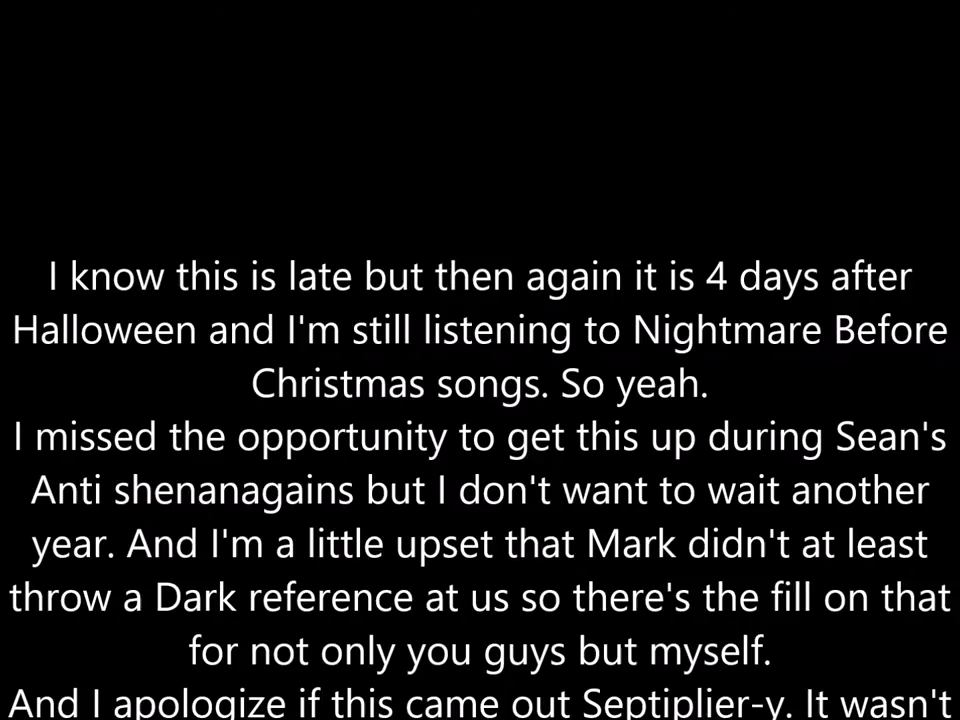 I know this is late but then again it is 4 days after
Halloween and I'm still listening to Nightmare Before
Christmas songs. So yeah.
I missed the opportunity to get this up during Sean's
Anti shenanagains but I don't want to wait another
year. And I'm a little upset that Mark didn't at least
throw a Dark reference at us so there's the fill on that
for not only you guys but myself.
And I apologize if this came out Septiplier-y. It wasn't